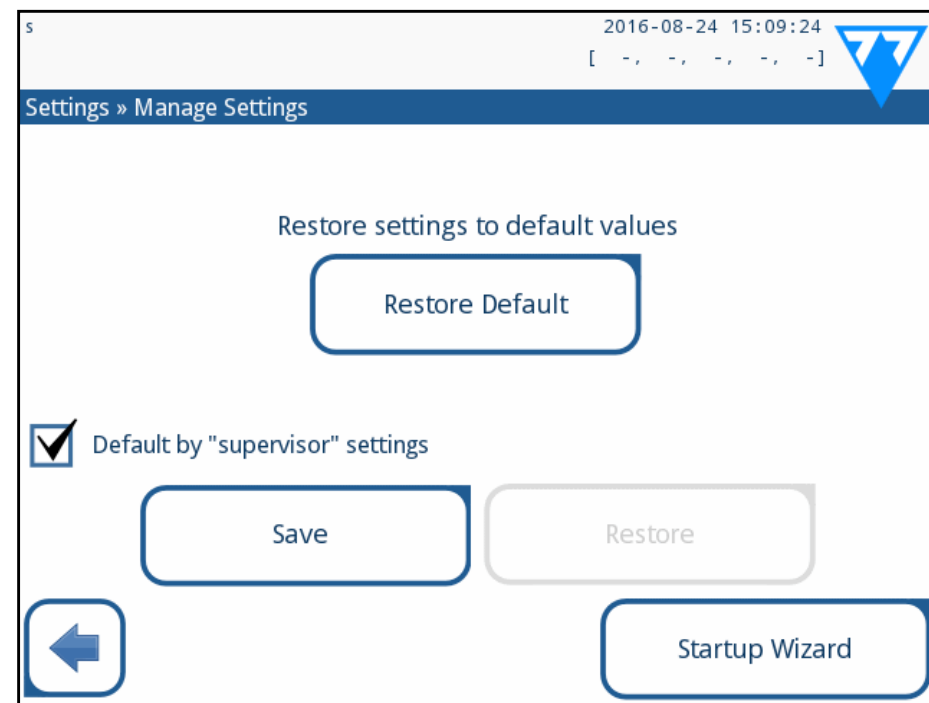 s
2016-08-24 15:09:24
[ -, -, -, -, -]
Settings » Manage Settings
Restore settings to default values
Restore Default
Default by "supervisor" settings
Save
Restore
Startup Wizard